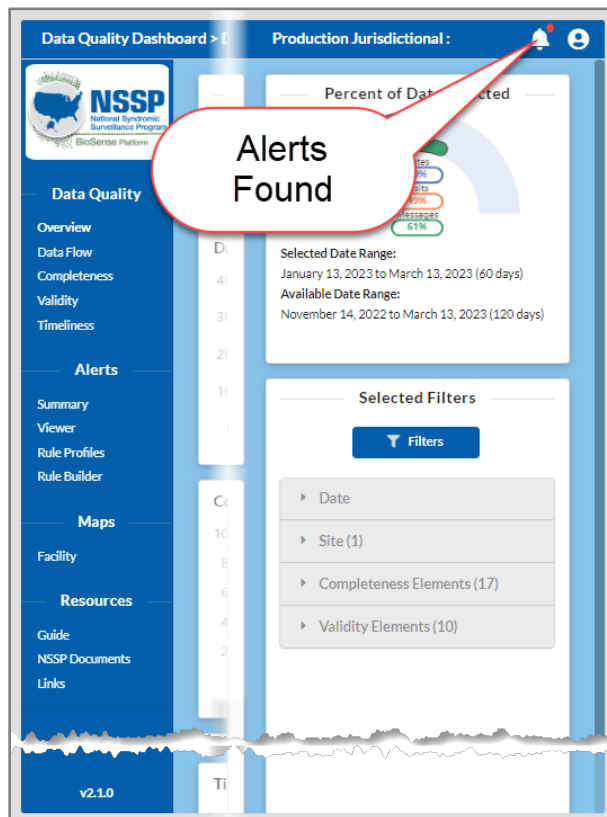 Data Quality Dashboard >
Production Jurisdictional :
NSSP
National Syndromic
Surveillance Program
BioSense Platform
Data Quality
Overview
Data Flow
Completeness
Validity
Timeliness
Alerts
Summary
Viewer
Rule Profiles
Rule Builder
Maps
Facility
Resources
Guide
NSSP Documents
Links
v2.1.0
Alerts
Found
Percent of Data
49%
Messages
61%
Selected Date Range:
January 13, 2023 to March 13, 2023 (60 days)
Available Date Range:
November 14, 2022 to March 13, 2023 (120 days)
Selected Filters
Filters
Date
Site (1)
Completeness Elements (17)
Validity Elements (10)